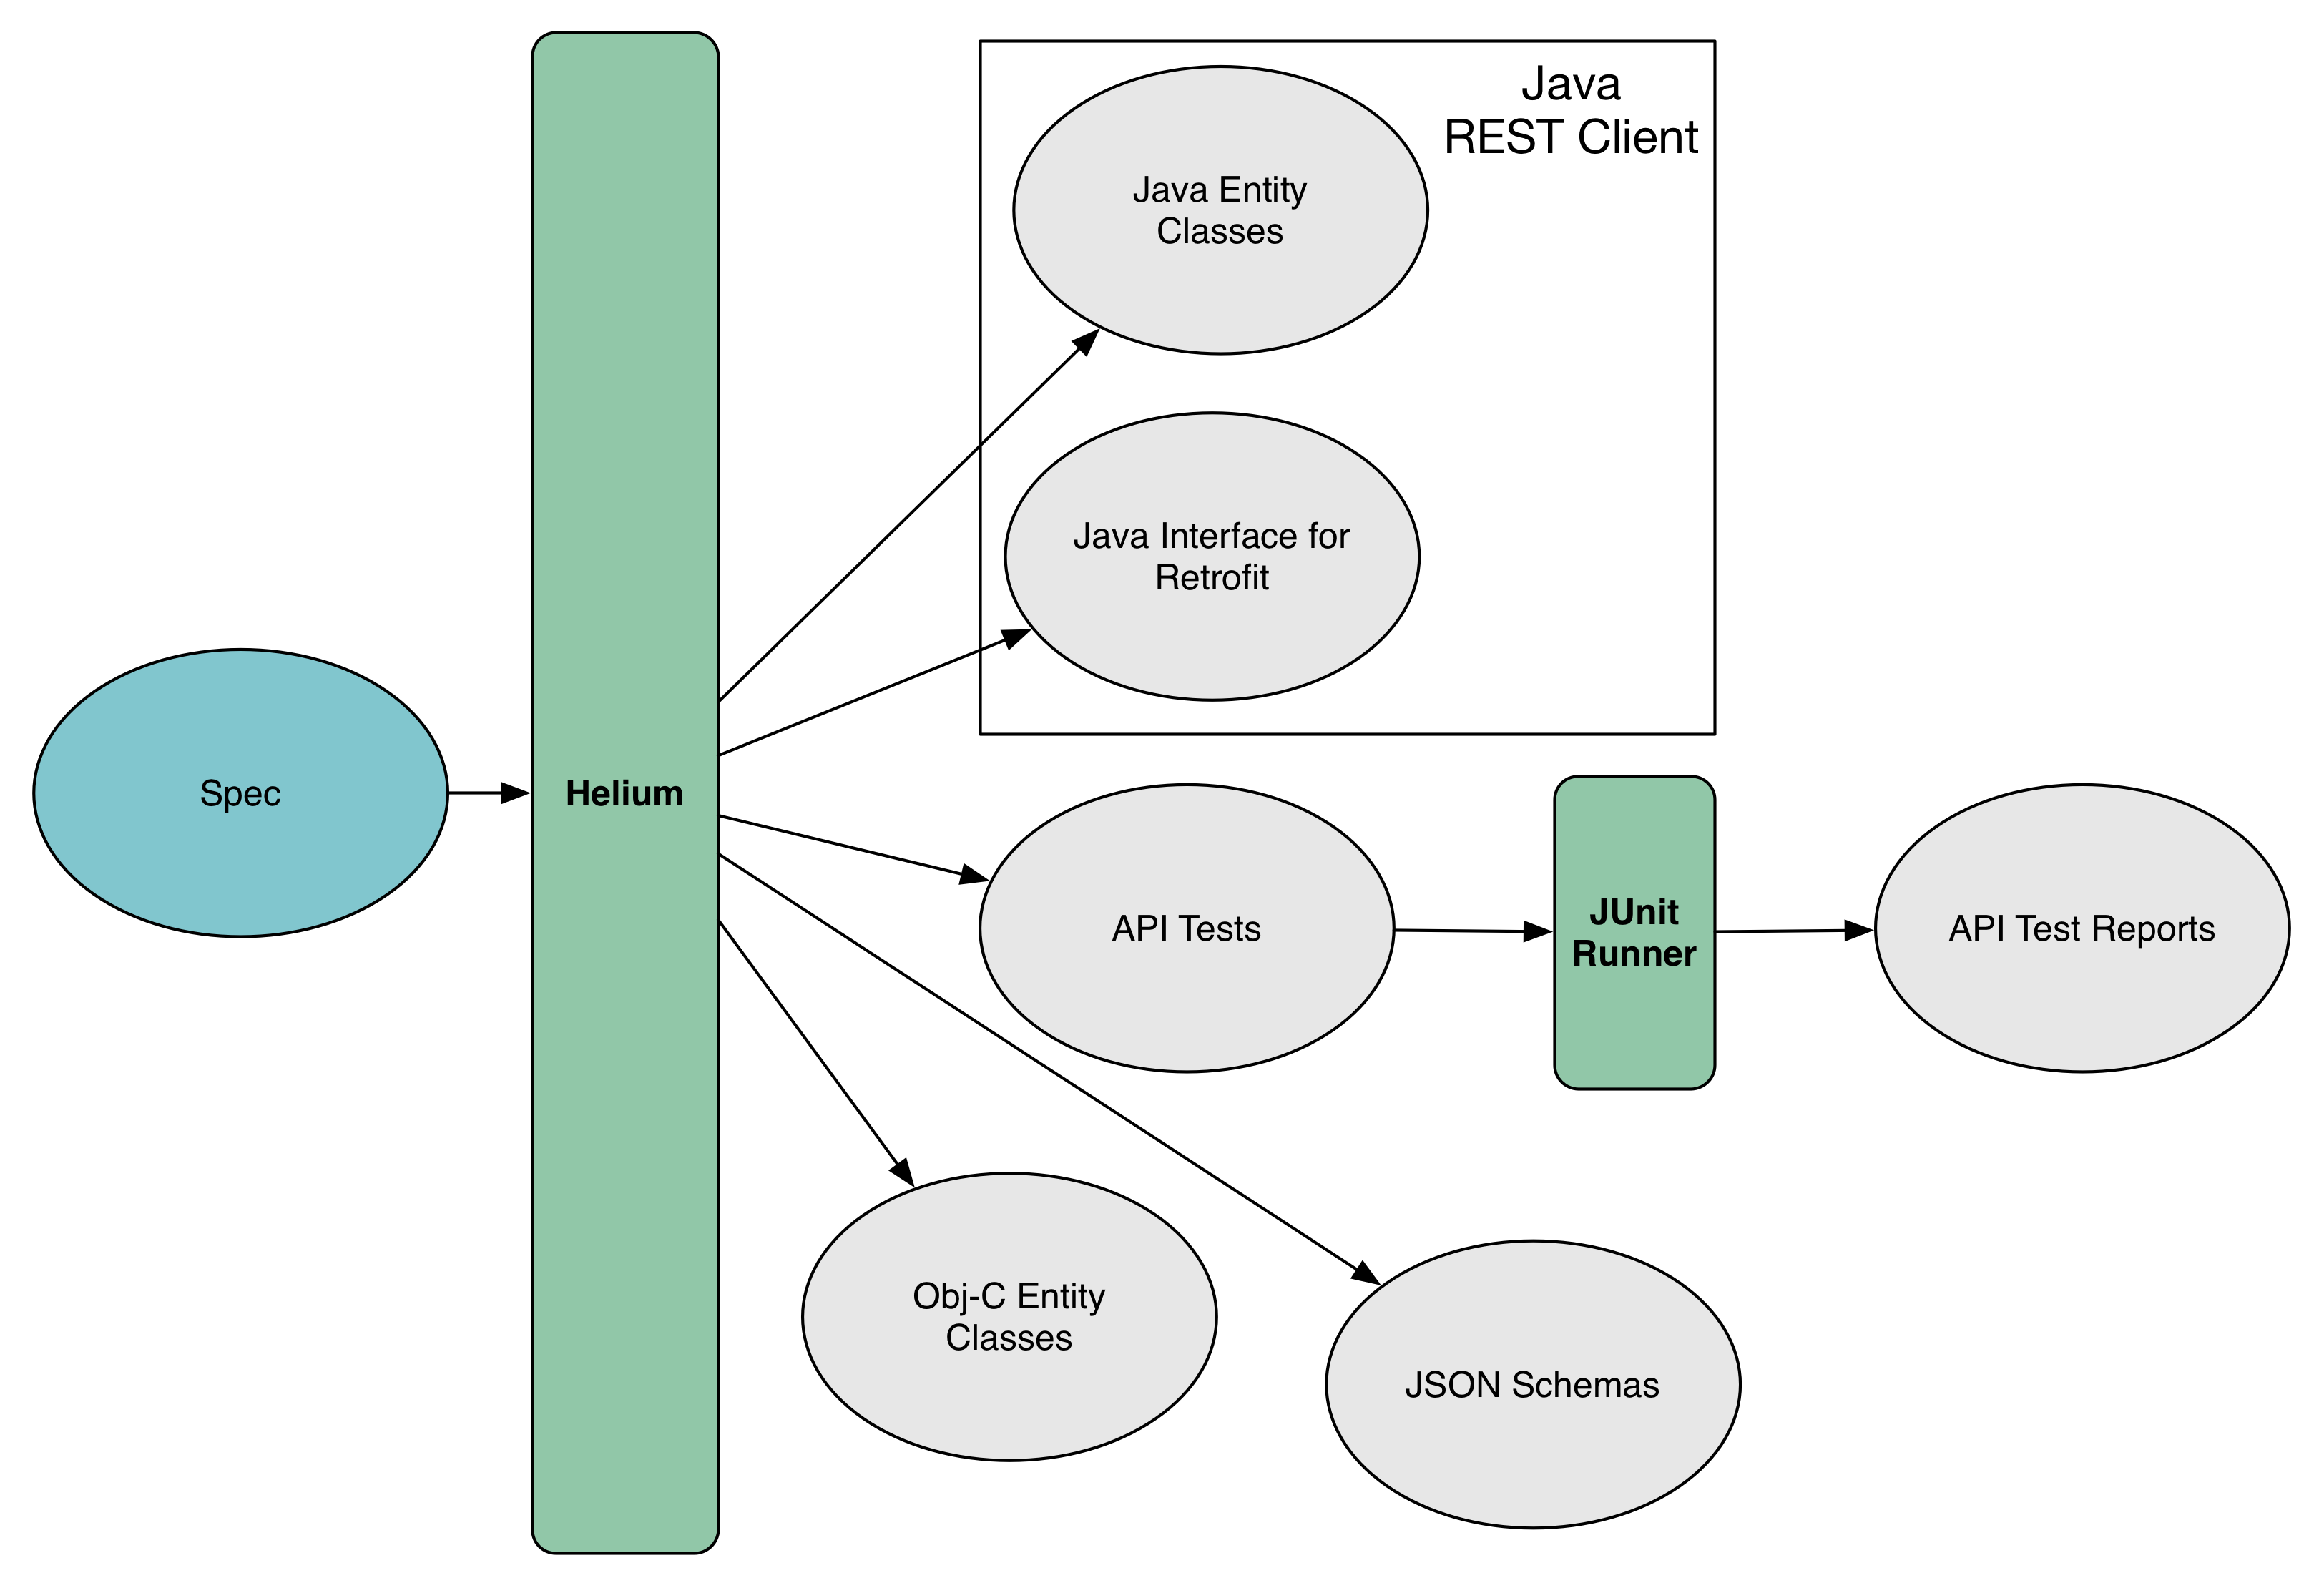 Java
REST Client
Java Entity
Classes
Java Interface for
Retrofit
Spec
Helium
API Tests
JUnit
Runner
API Test Reports
Obj-C Entity
Classes
JSON Schemas